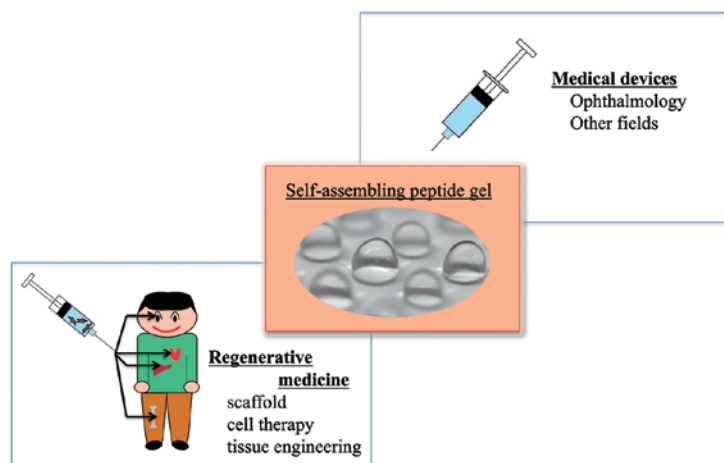 Medical devices
Ophthalmology
Other fields
Self-assembling peptide gel
Regenerative
medicine
scaffold
cell therapy
tissue engineering